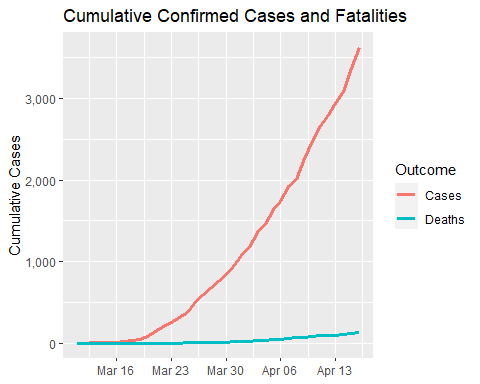 Cumulative Confirmed Cases and Fatalities
Cumulative Cases
3,000
2,000
1,000
0
Mar 16
Mar 23
Mar 30
Apr 06
Apr 13
Outcome
Cases
Deaths